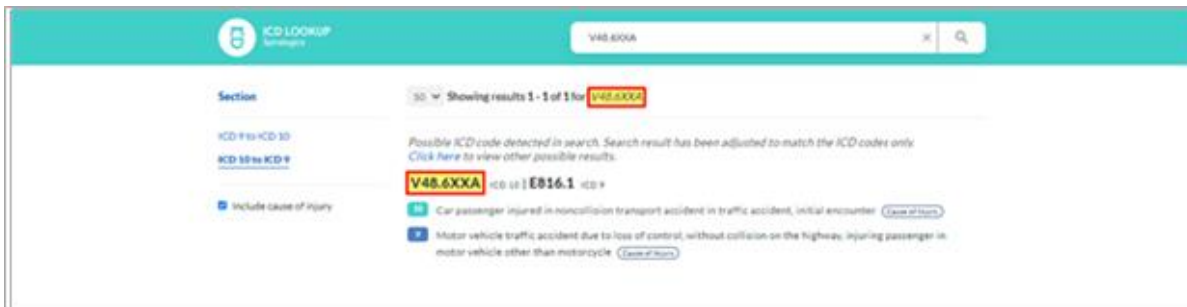 ICD LOOKUP
V48.6XXA
Section
50 Showing results 1 - 1 of 1 for V48.6XXA
ICD 9 to ICD 10
ICD 10 to ICD 9
Include cause of injury
Possible ICD code detected in search. Search result has been adjusted to match the ICD codes only.
Click here to view other possible results.
V48.6XXA ICD 10 | E816.1 ICD 9
10 Car passenger injured in noncollision transport accident in traffic accident, initial encounter Cause of Injury
9 Motor vehicle traffic accident due to loss of control, without collision on the highway, injuring passenger in
motor vehicle other than motorcycle Cause of Injury